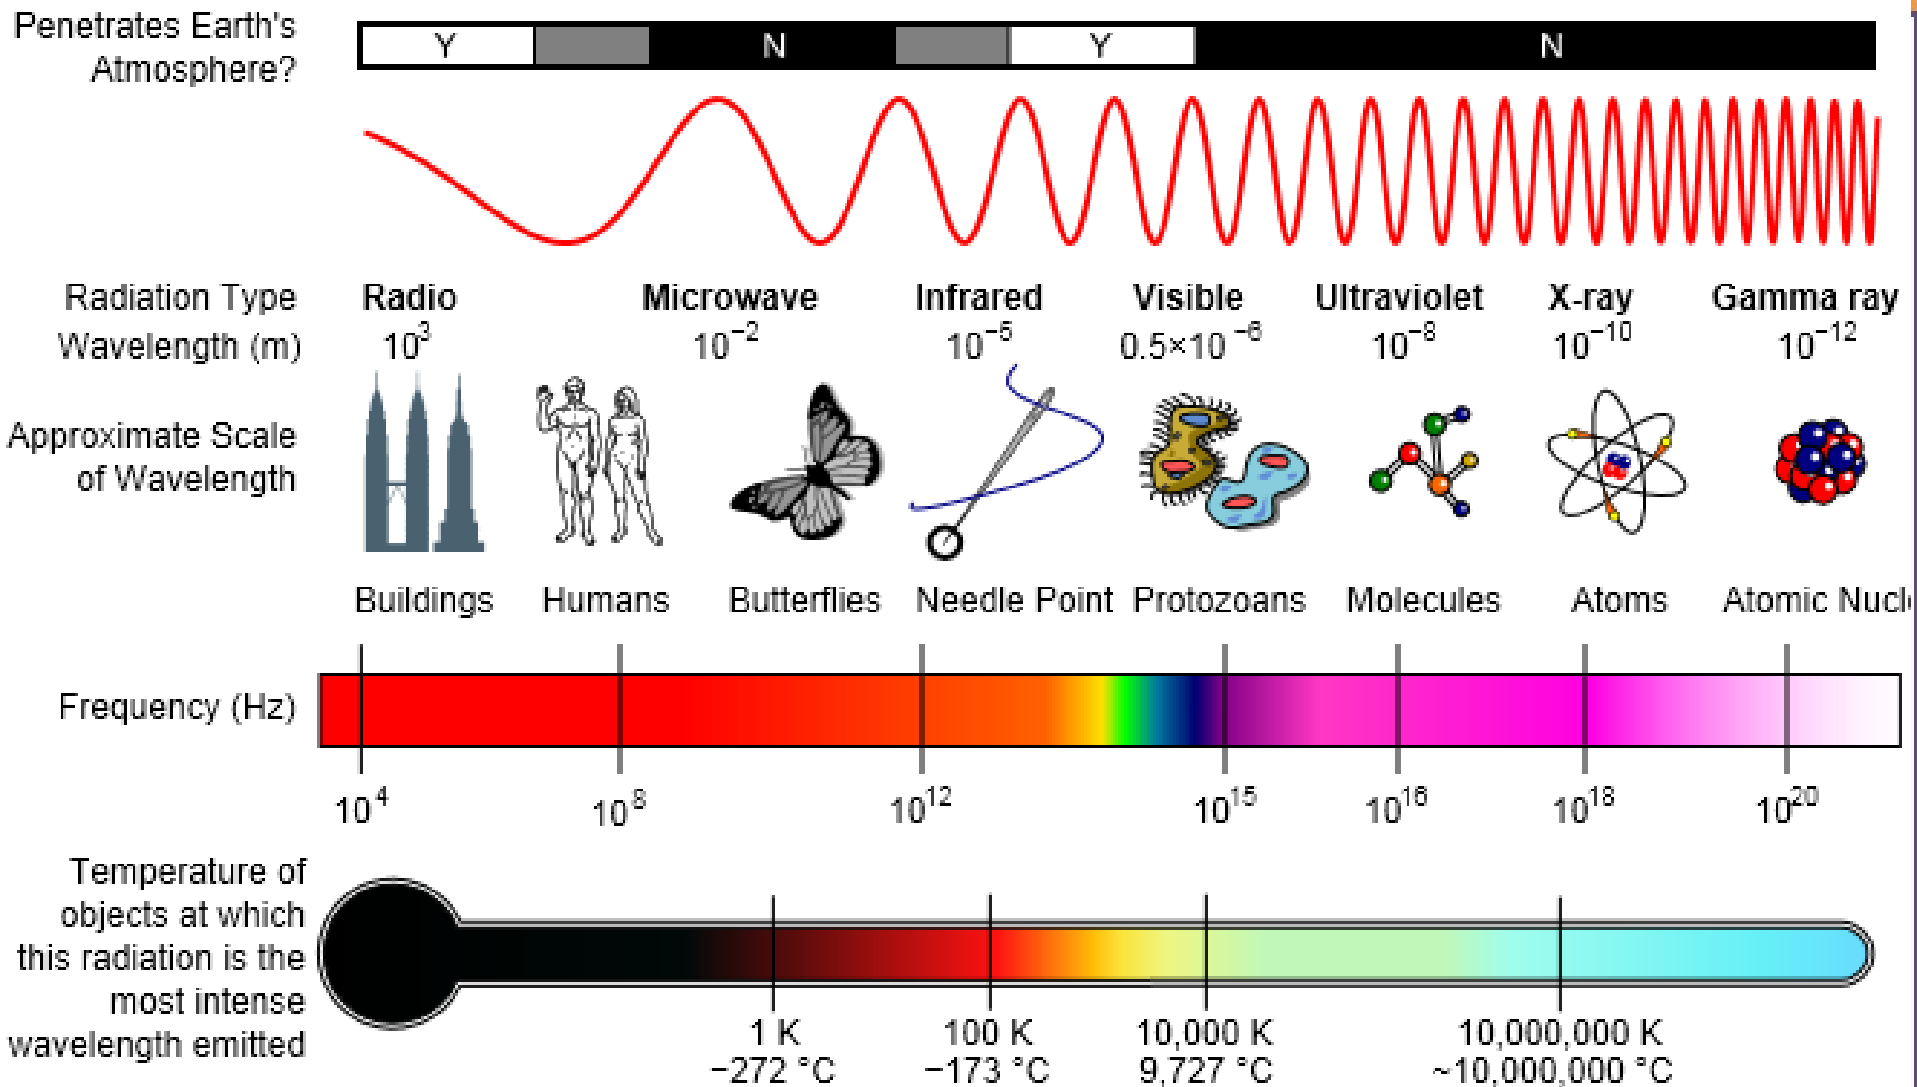 Penetrates Earth's
Atmosphere?
Y N Y N
Radiation Type Radio Microwave Infrared Visible Ultraviolet X-ray Gamma ray
Wavelength (m) 10³ 10⁻² 10⁻⁵ 0.5×10⁻⁶ 10⁻⁸ 10⁻¹⁰ 10⁻¹²
Approximate Scale
of Wavelength
Buildings Humans Butterflies Needle Point Protozoans Molecules Atoms Atomic Nucl
Frequency (Hz)
10⁴ 10⁸ 10¹² 10¹⁵ 10¹⁶ 10¹⁸ 10²⁰
Temperature of
objects at which
this radiation is the
most intense
wavelength emitted
1 K 100 K 10,000 K 10,000,000 K
−272 °C −173 °C 9,727 °C ~10,000,000 °C